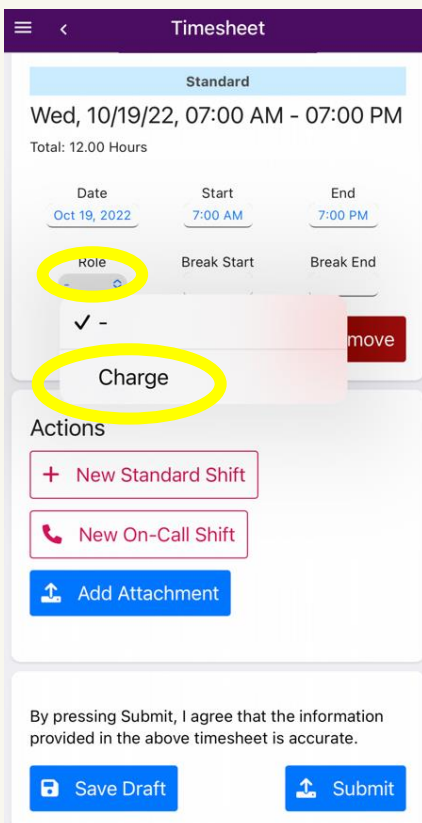 Timesheet
Standard
Wed, 10/19/22, 07:00 AM - 07:00 PM
Total: 12.00 Hours
Date Start End
Oct 19, 2022 7:00 AM 7:00 PM
Role Break Start Break End
-
✓ -
move
Charge
Actions
+ New Standard Shift
New On-Call Shift
Add Attachment
By pressing Submit, I agree that the information
provided in the above timesheet is accurate.
Save Draft Submit